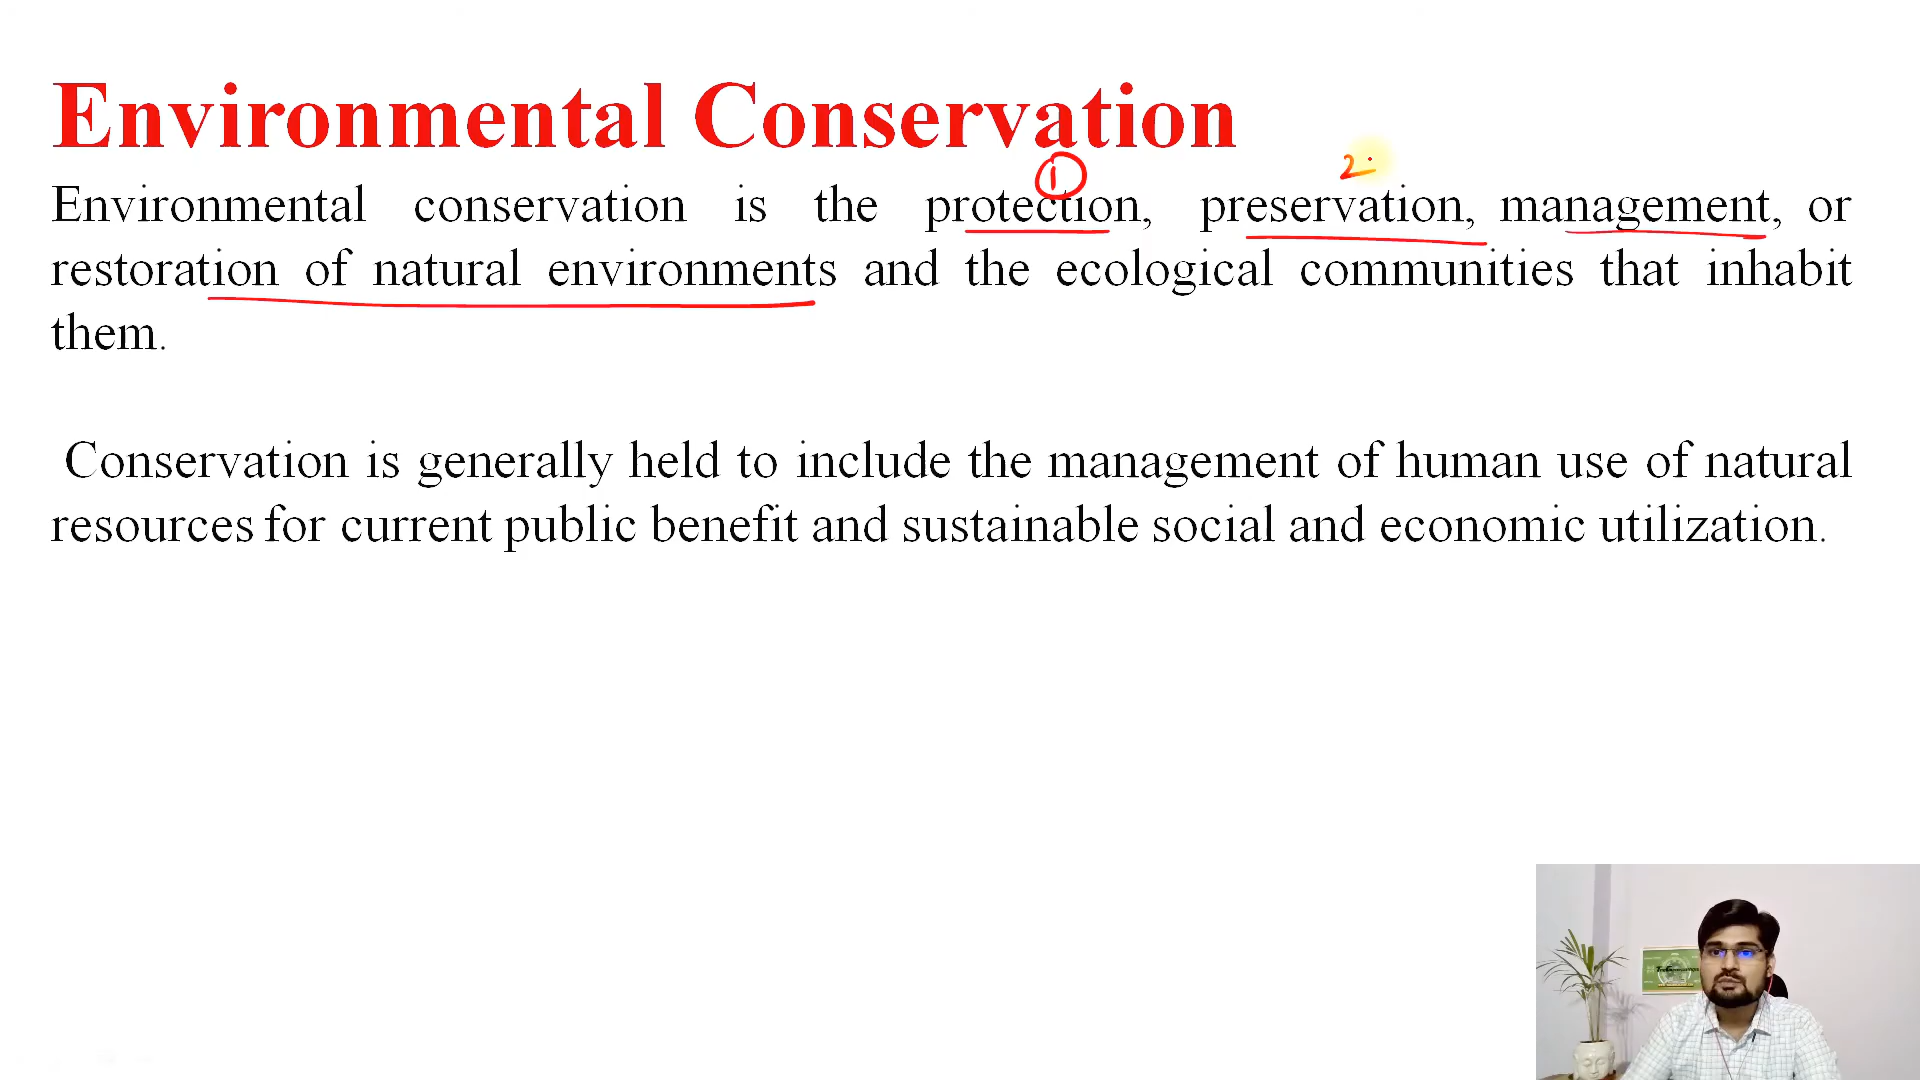 Environmental Conservation
1
2
Environmental conservation is the protection, preservation, management, or
restoration of natural environments and the ecological communities that inhabit
them.
Conservation is generally held to include the management of human use of natural
resources for current public benefit and sustainable social and economic utilization.